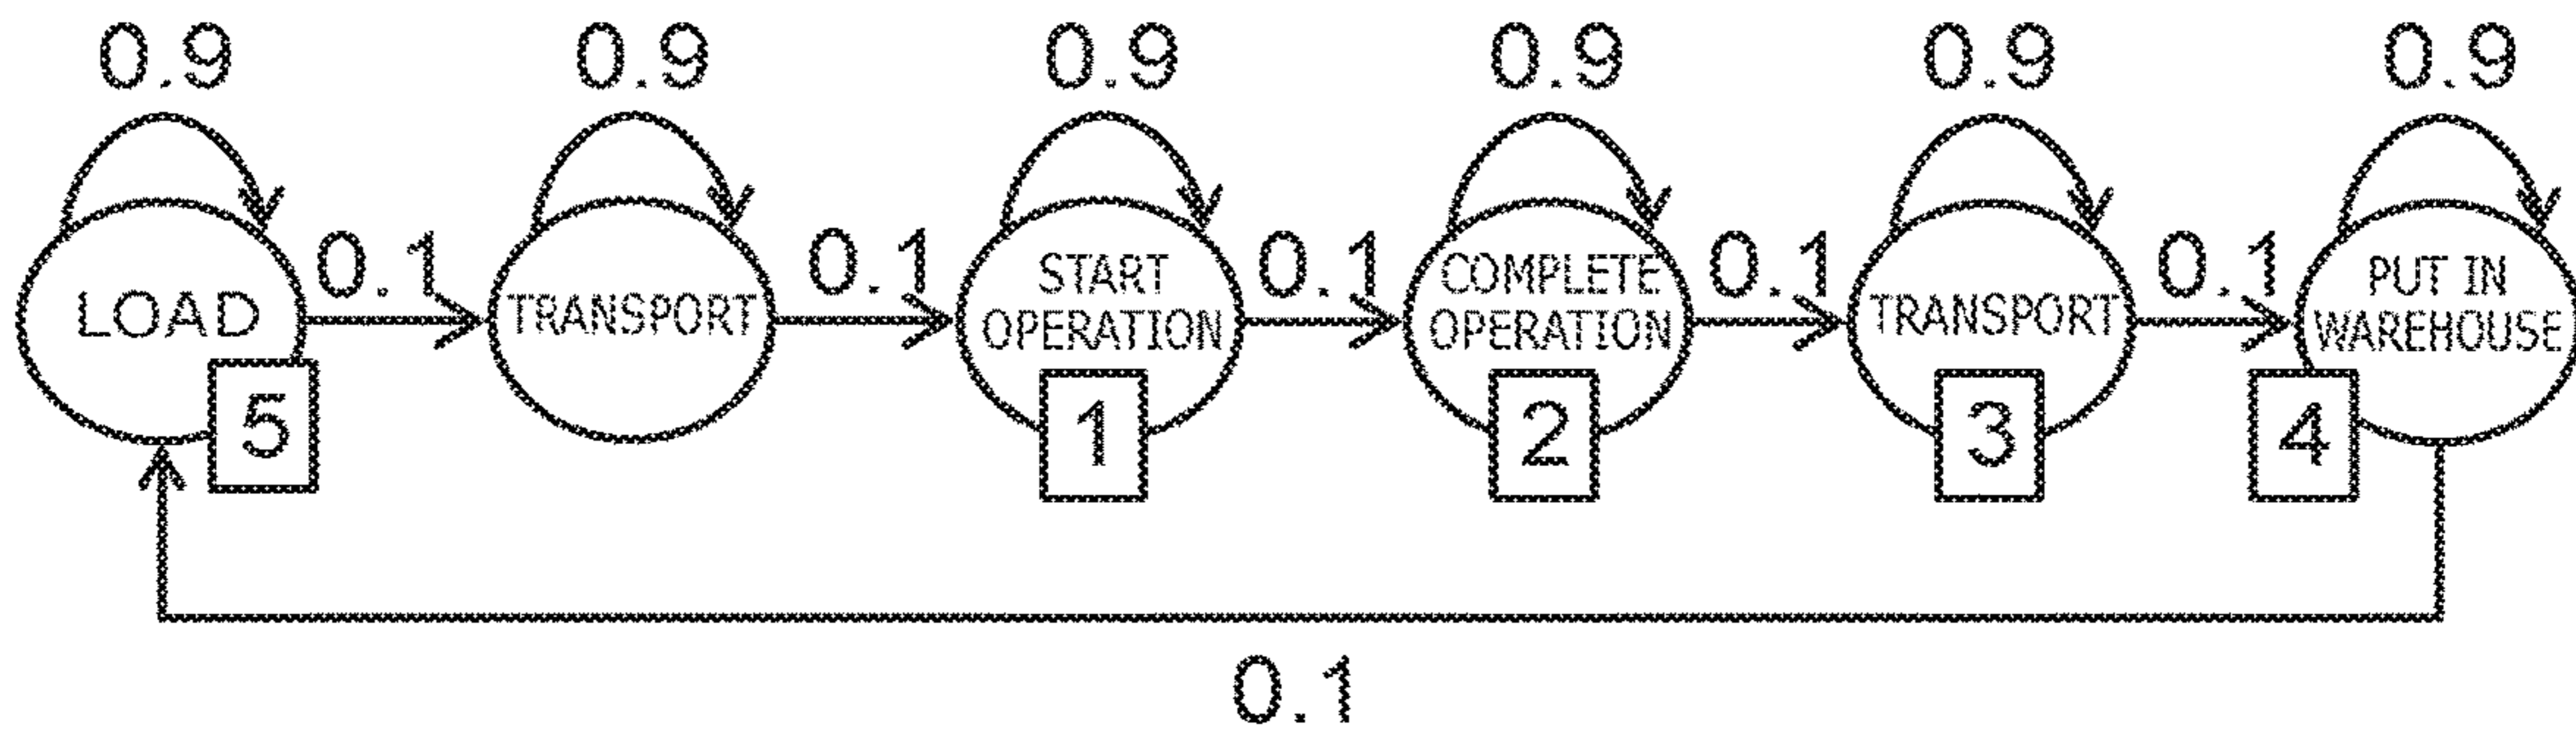 0.9 0.9 0.9 0.9 0.9 0.9
0.1 0.1 0.1 0.1 0.1
LOAD
TRANSPORT
START
OPERATION
COMPLETE
OPERATION
TRANSPORT
PUT IN
WAREHOUSE
5 1 2 3 4
0.1